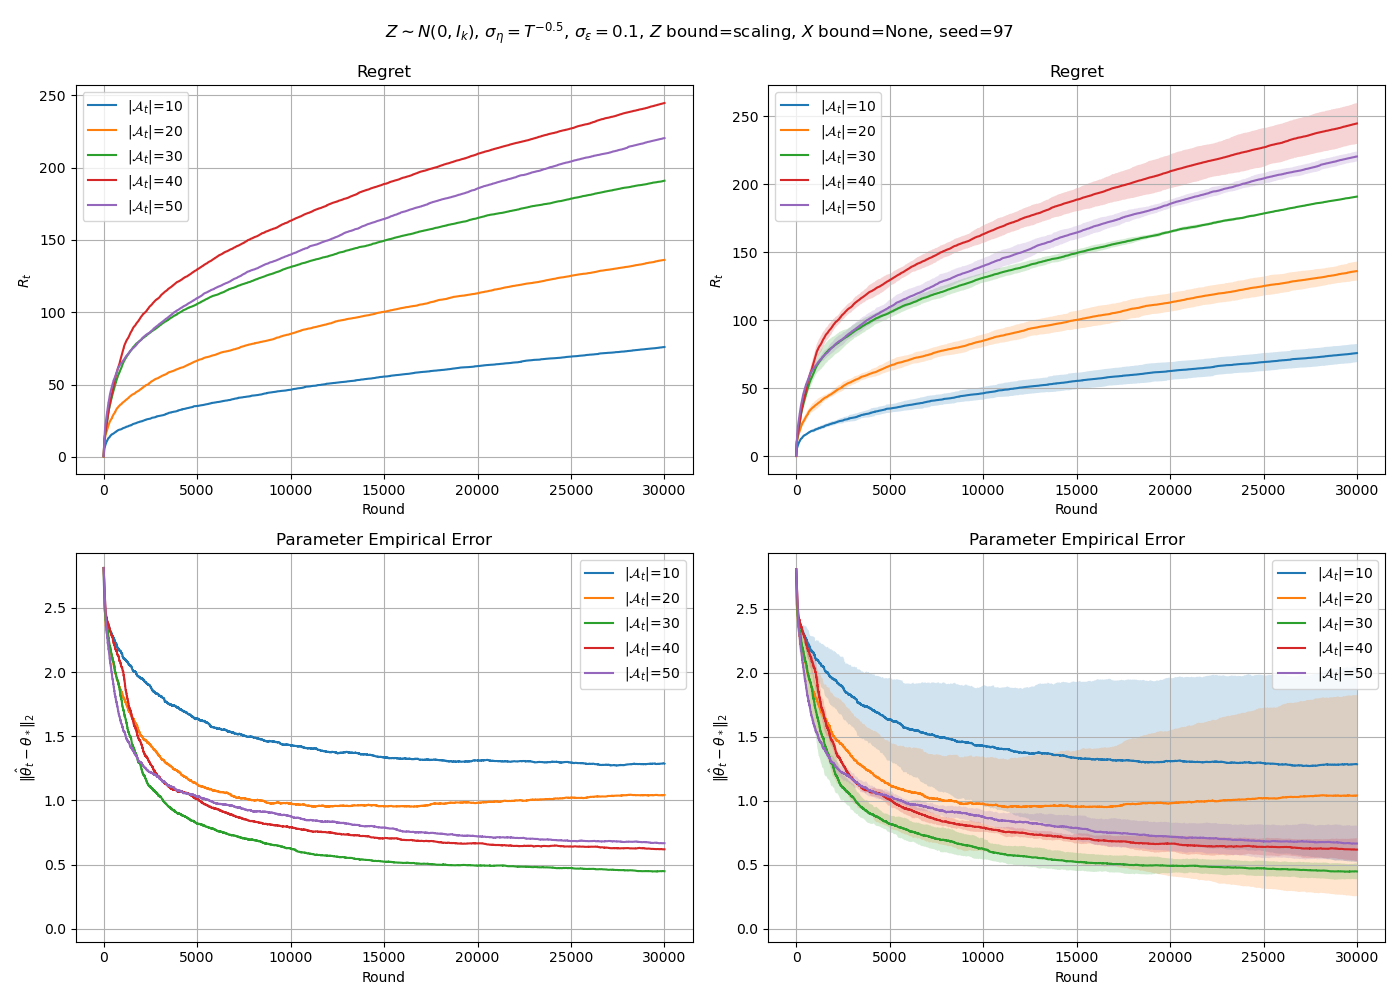 Z ∼ N(0, I_k), σ_η = T^{−0.5}, σ_ε = 0.1, Z bound=scaling, X bound=None, seed=97
Regret
250
200
150
100
50
0
R_t
|𝒜_t|=10
|𝒜_t|=20
|𝒜_t|=30
|𝒜_t|=40
|𝒜_t|=50
0 5000 10000 15000 20000 25000 30000
Round
Regret
250
200
150
100
50
0
R_t
|𝒜_t|=10
|𝒜_t|=20
|𝒜_t|=30
|𝒜_t|=40
|𝒜_t|=50
0 5000 10000 15000 20000 25000 30000
Round
Parameter Empirical Error
2.5
2.0
1.5
1.0
0.5
0.0
‖θ̂_t − θ_*‖₂
|𝒜_t|=10
|𝒜_t|=20
|𝒜_t|=30
|𝒜_t|=40
|𝒜_t|=50
0 5000 10000 15000 20000 25000 30000
Round
Parameter Empirical Error
2.5
2.0
1.5
1.0
0.5
0.0
‖θ̂_t − θ_*‖₂
|𝒜_t|=10
|𝒜_t|=20
|𝒜_t|=30
|𝒜_t|=40
|𝒜_t|=50
0 5000 10000 15000 20000 25000 30000
Round